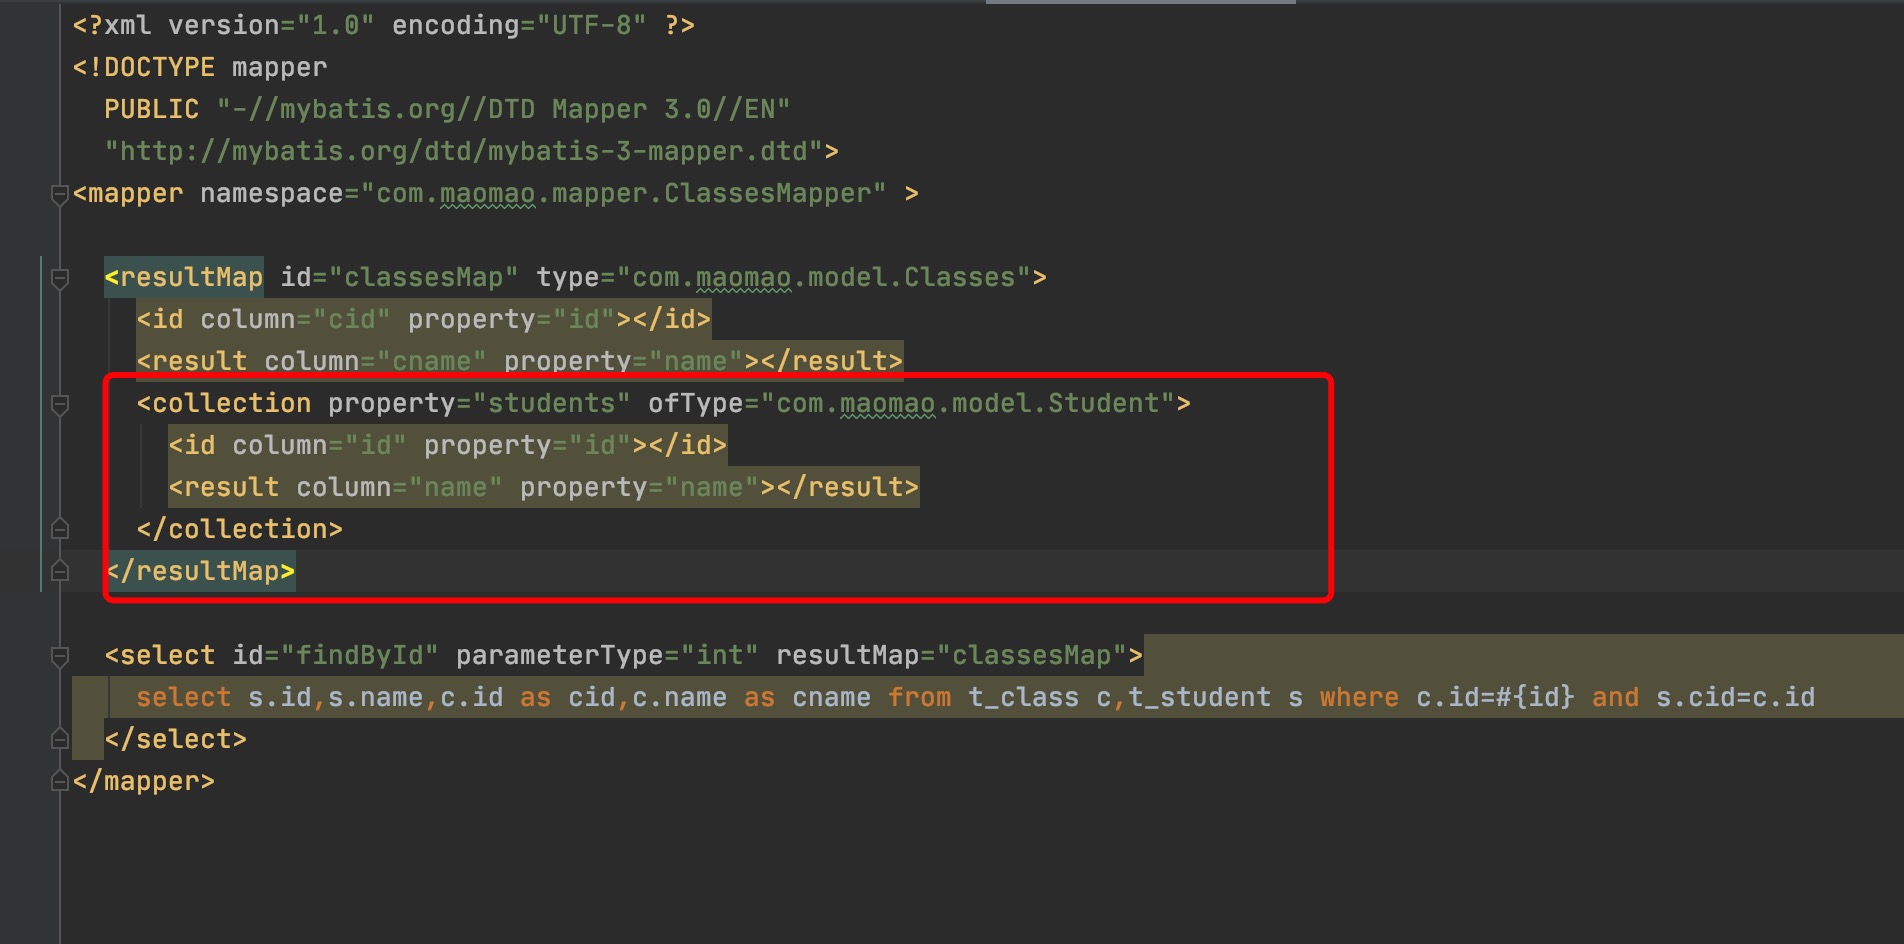 <?xml version="1.0" encoding="UTF-8" ?>
<!DOCTYPE mapper
PUBLIC "-//mybatis.org//DTD Mapper 3.0//EN"
"http://mybatis.org/dtd/mybatis-3-mapper.dtd">
<mapper namespace="com.maomao.mapper.ClassesMapper" >
<resultMap id="classesMap" type="com.maomao.model.Classes">
<id column="cid" property="id"></id>
<result column="cname" property="name"></result>
<collection property="students" ofType="com.maomao.model.Student">
<id column="id" property="id"></id>
<result column="name" property="name"></result>
</collection>
</resultMap>
<select id="findById" parameterType="int" resultMap="classesMap">
select s.id,s.name,c.id as cid,c.name as cname from t_class c,t_student s where c.id=#{id} and s.cid=c.id
</select>
</mapper>